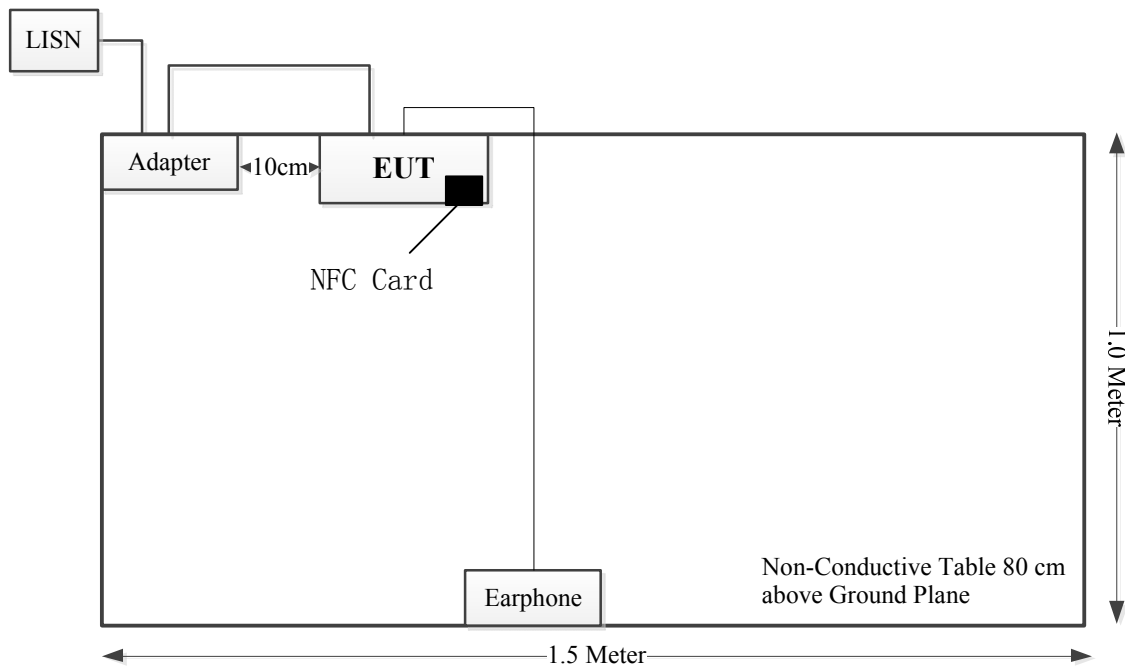 LISN
Adapter
10cm
EUT
NFC Card
1.0 Meter
Non-Conductive Table 80 cm
above Ground Plane
Earphone
1.5 Meter